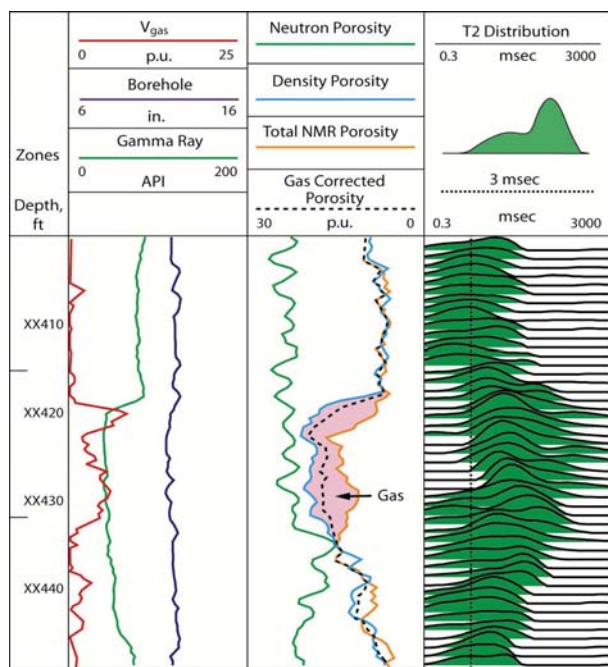 Vgas
0 p.u. 25
Borehole
6 in. 16
Gamma Ray
0 200
API
Zones
Depth,
ft
Neutron Porosity
Density Porosity
Total NMR Porosity
Gas Corrected
Porosity
30 p.u. 0
T2 Distribution
0.3 msec 3000
3 msec
0.3 msec 3000
XX410
XX420
XX430
XX440
Gas